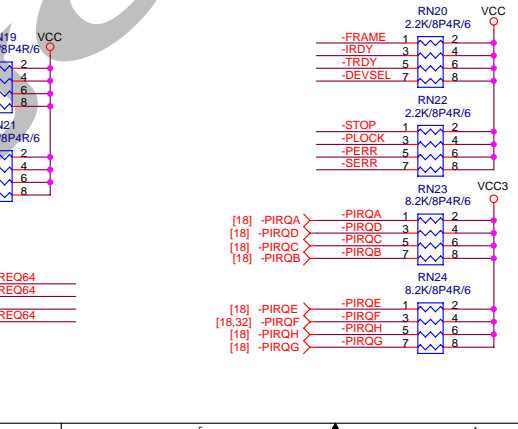 RN20
2.2K/8P4R/6
VCC
N19
/8P4R/6
VCC
2
4
6
8
-FRAME 1 2
-IRDY 3 4
-TRDY 5 6
-DEVSEL 7 8
N21
/8P4R/6
2
4
6
8
RN22
2.2K/8P4R/6
-STOP 1 2
-PLOCK 3 4
-PERR 5 6
-SERR 7 8
RN23
8.2K/8P4R/6
VCC3
[18] -PIRQA -PIRQA 1 2
[18] -PIRQD -PIRQD 3 4
[18] -PIRQC -PIRQC 5 6
[18] -PIRQB -PIRQB 7 8
REQ64
REQ64
REQ64
RN24
8.2K/8P4R/6
[18] -PIRQE -PIRQE 1 2
[18,32] -PIRQF -PIRQF 3 4
[18] -PIRQH -PIRQH 5 6
[18] -PIRQG -PIRQG 7 8